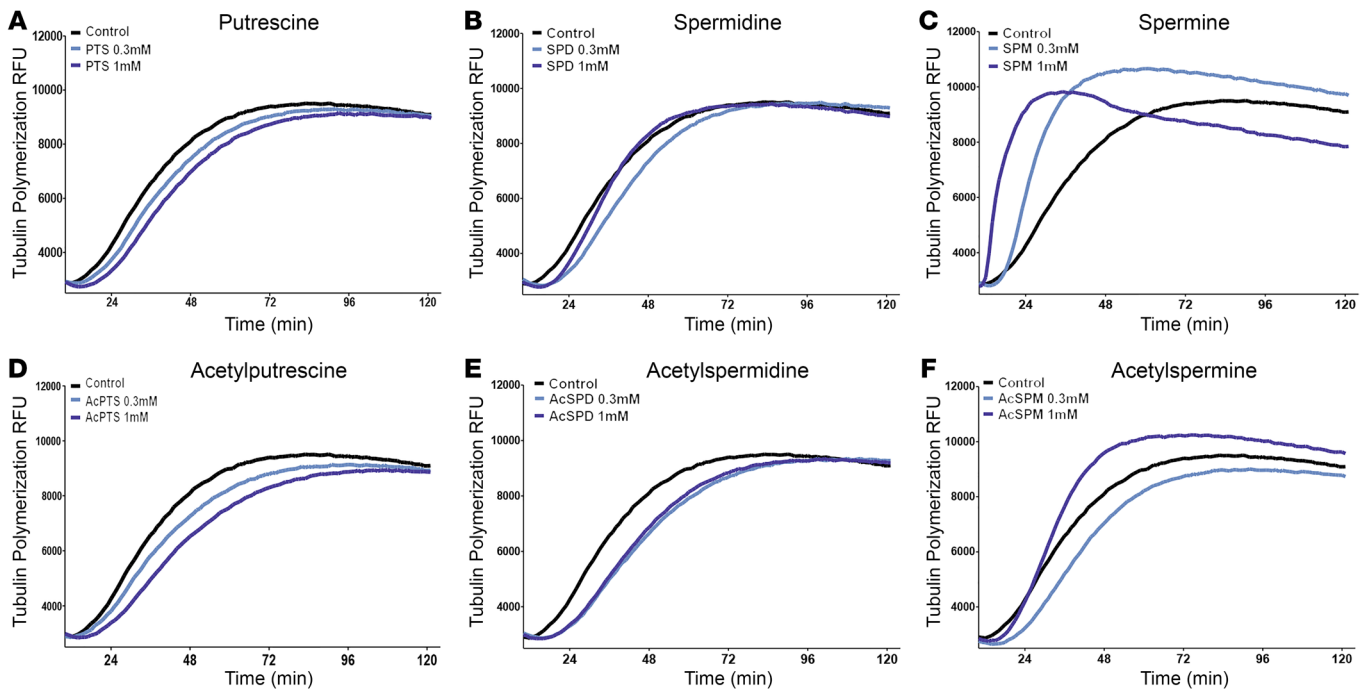 A
Putrescine
Control
PTS 0.3mM
PTS 1mM
Tubulin Polymerization RFU
12000
10000
8000
6000
4000
24 48 72 96 120
Time (min)
B
Spermidine
Control
SPD 0.3mM
SPD 1mM
Tubulin Polymerization RFU
12000
10000
8000
6000
4000
24 48 72 96 120
Time (min)
C
Spermine
Control
SPM 0.3mM
SPM 1mM
Tubulin Polymerization RFU
12000
10000
8000
6000
4000
24 48 72 96 120
Time (min)
D
Acetylputrescine
Control
AcPTS 0.3mM
AcPTS 1mM
Tubulin Polymerization RFU
12000
10000
8000
6000
4000
24 48 72 96 120
Time (min)
E
Acetylspermidine
Control
AcSPD 0.3mM
AcSPD 1mM
Tubulin Polymerization RFU
12000
10000
8000
6000
4000
24 48 72 96 120
Time (min)
F
Acetylspermine
Control
AcSPM 0.3mM
AcSPM 1mM
Tubulin Polymerization RFU
12000
10000
8000
6000
4000
24 48 72 96 120
Time (min)